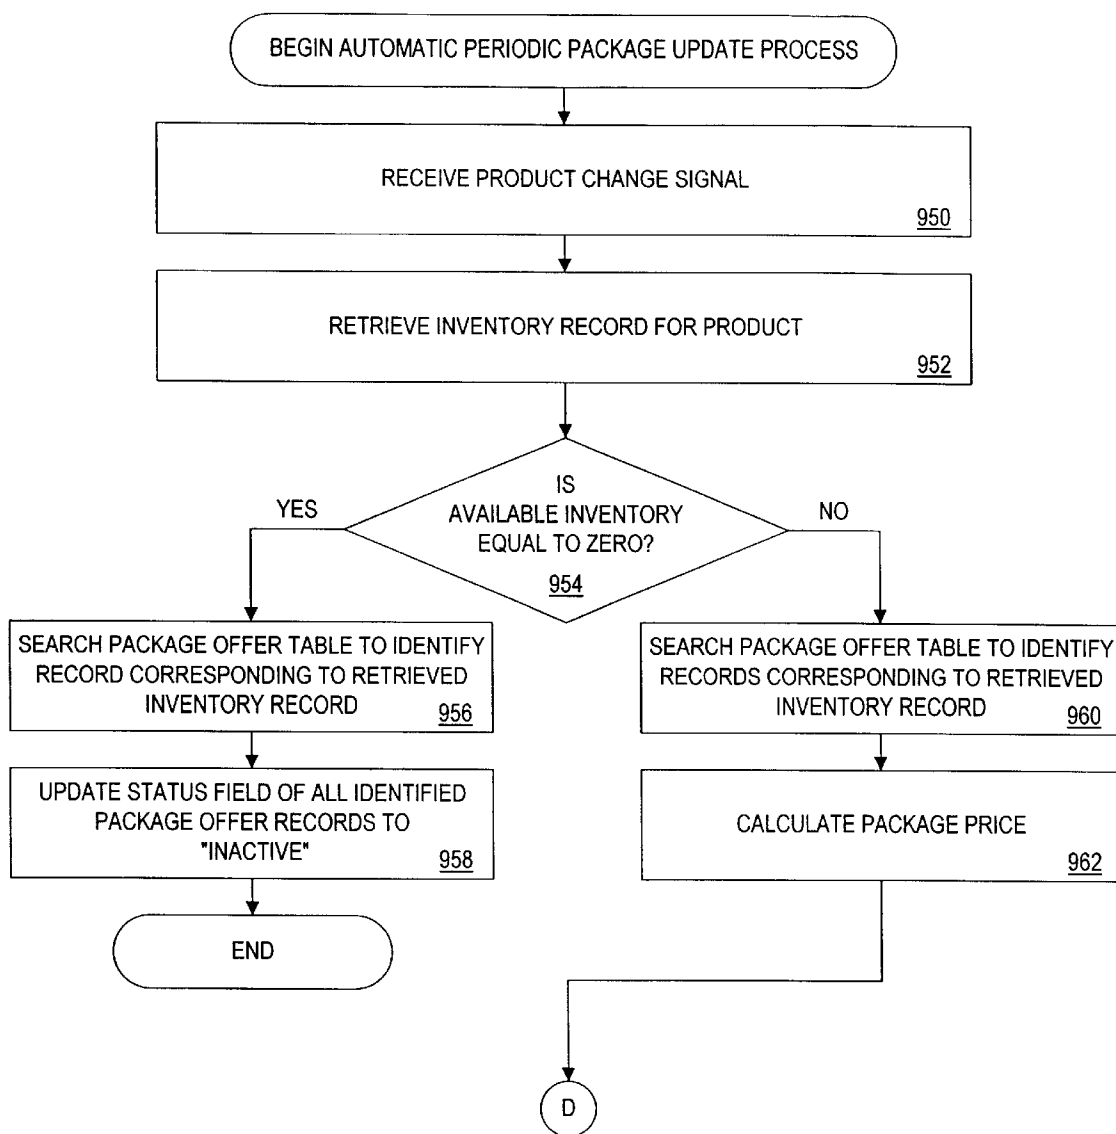 BEGIN AUTOMATIC PERIODIC PACKAGE UPDATE PROCESS
RECEIVE PRODUCT CHANGE SIGNAL
950
RETRIEVE INVENTORY RECORD FOR PRODUCT
952
IS
AVAILABLE INVENTORY
EQUAL TO ZERO?
954
YES
NO
SEARCH PACKAGE OFFER TABLE TO IDENTIFY
RECORD CORRESPONDING TO RETRIEVED
INVENTORY RECORD
956
UPDATE STATUS FIELD OF ALL IDENTIFIED
PACKAGE OFFER RECORDS TO
"INACTIVE"
958
END
SEARCH PACKAGE OFFER TABLE TO IDENTIFY
RECORDS CORRESPONDING TO RETRIEVED
INVENTORY RECORD
960
CALCULATE PACKAGE PRICE
962
D